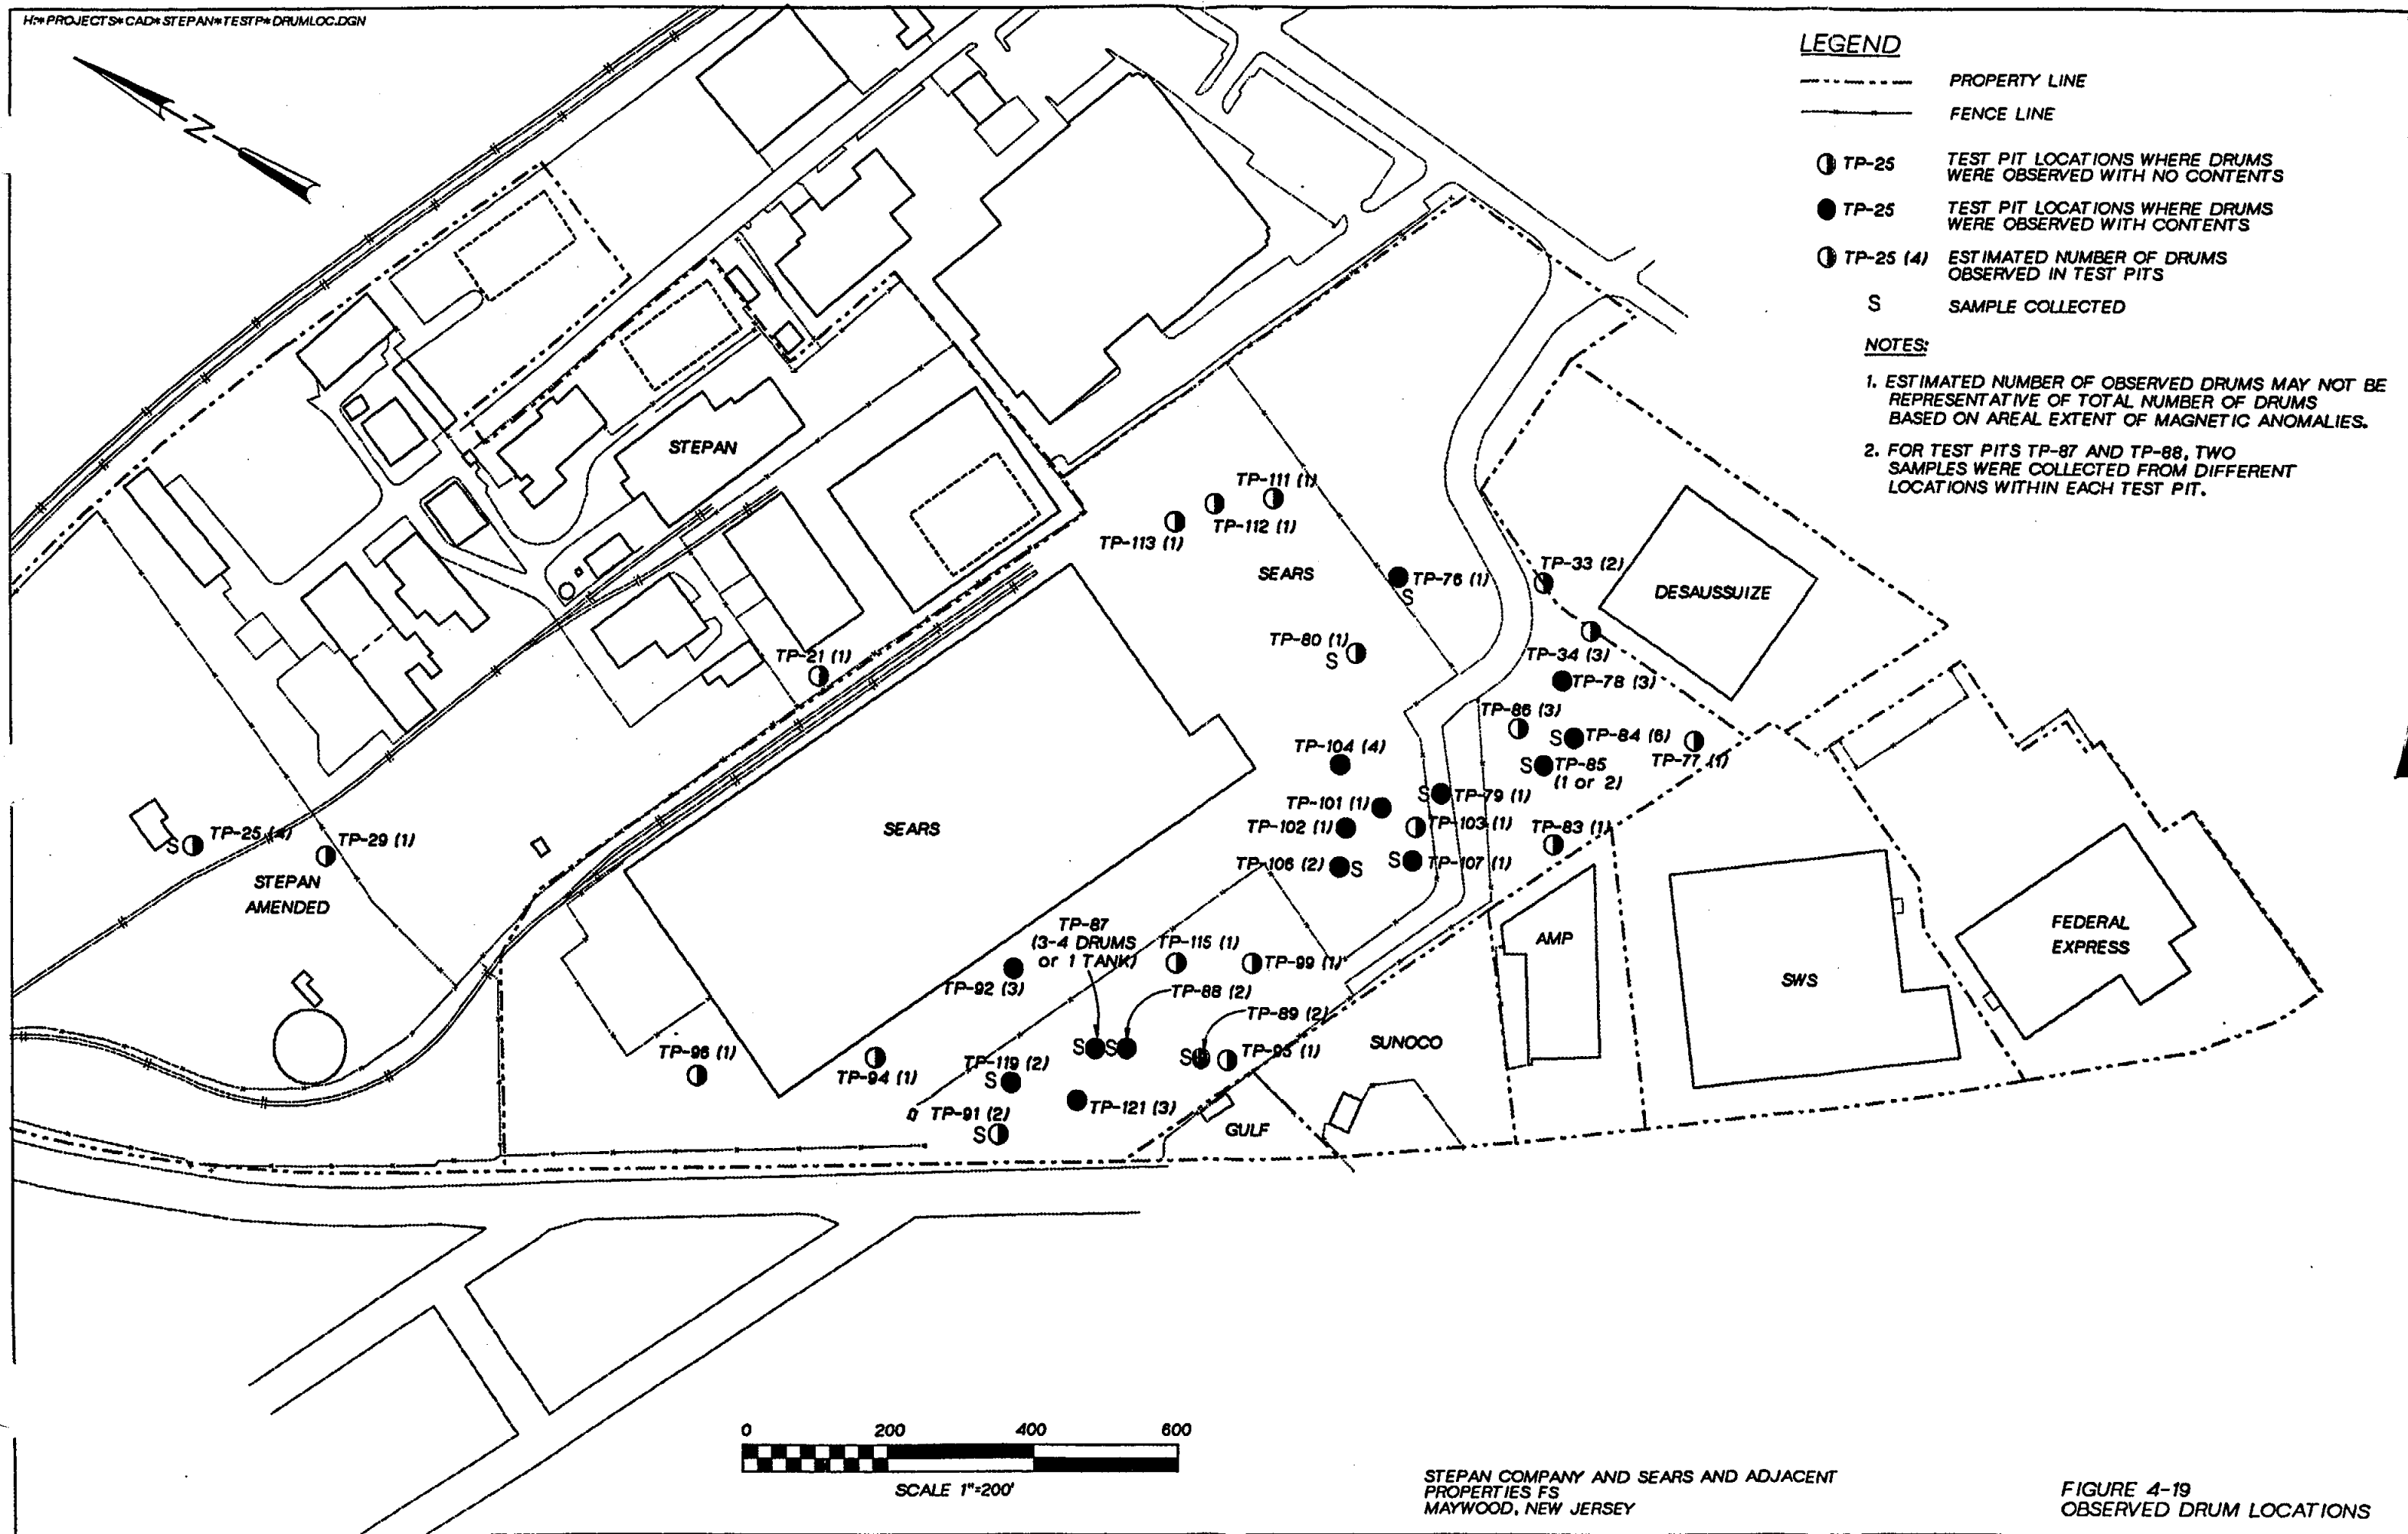 H:*PROJECTS*CAD*STEPAN*TESTP*DRUMLOC.DGN
N
LEGEND
PROPERTY LINE
FENCE LINE
TP-25
TEST PIT LOCATIONS WHERE DRUMS
WERE OBSERVED WITH NO CONTENTS
TP-25
TEST PIT LOCATIONS WHERE DRUMS
WERE OBSERVED WITH CONTENTS
TP-25 (4)
ESTIMATED NUMBER OF DRUMS
OBSERVED IN TEST PITS
S
SAMPLE COLLECTED
NOTES:
1. ESTIMATED NUMBER OF OBSERVED DRUMS MAY NOT BE
REPRESENTATIVE OF TOTAL NUMBER OF DRUMS
BASED ON AREAL EXTENT OF MAGNETIC ANOMALIES.
2. FOR TEST PITS TP-87 AND TP-88, TWO
SAMPLES WERE COLLECTED FROM DIFFERENT
LOCATIONS WITHIN EACH TEST PIT.
STEPAN
TP-111 (1)
TP-112 (1)
TP-113 (1)
SEARS
TP-76 (1)
S
TP-33 (2)
DESAUSSUIZE
TP-80 (1)
S
TP-34 (3)
TP-78 (3)
TP-21 (1)
TP-86 (3)
S
TP-84 (6)
TP-77 (1)
S
TP-85
(1 or 2)
TP-104 (4)
S
TP-79 (1)
TP-101 (1)
TP-102 (1)
TP-103 (1)
TP-83 (1)
TP-106 (2)
S
S
TP-107 (1)
SEARS
S
TP-25 (4)
TP-29 (1)
STEPAN
AMENDED
TP-87
(3-4 DRUMS
or 1 TANK)
TP-115 (1)
TP-99 (1)
TP-92 (3)
TP-88 (2)
TP-89 (2)
S
S
S
TP-95 (1)
AMP
SWS
FEDERAL
EXPRESS
SUNOCO
TP-96 (1)
TP-94 (1)
TP-119 (2)
S
TP-121 (3)
TP-91 (2)
S
GULF
0 200 400 600
SCALE 1"=200'
STEPAN COMPANY AND SEARS AND ADJACENT
PROPERTIES FS
MAYWOOD, NEW JERSEY
FIGURE 4-19
OBSERVED DRUM LOCATIONS